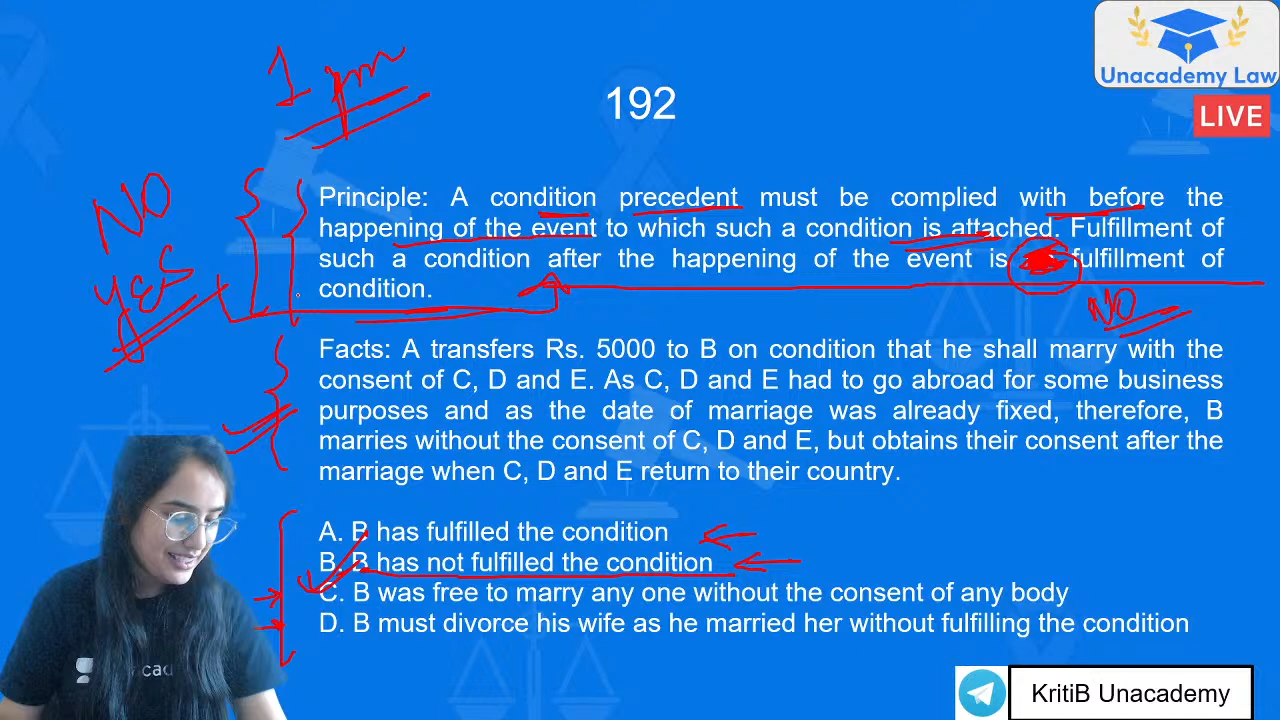 1 pm
192
Unacademy Law
LIVE
NO
YES
Principle: A condition precedent must be complied with before the
happening of the event to which such a condition is attached. Fulfillment of
such a condition after the happening of the event is fulfillment of
condition.
NO
Facts: A transfers Rs. 5000 to B on condition that he shall marry with the
consent of C, D and E. As C, D and E had to go abroad for some business
purposes and as the date of marriage was already fixed, therefore, B
marries without the consent of C, D and E, but obtains their consent after the
marriage when C, D and E return to their country.
A. B has fulfilled the condition
B. B has not fulfilled the condition
C. B was free to marry any one without the consent of any body
D. B must divorce his wife as he married her without fulfilling the condition
KritiB Unacademy